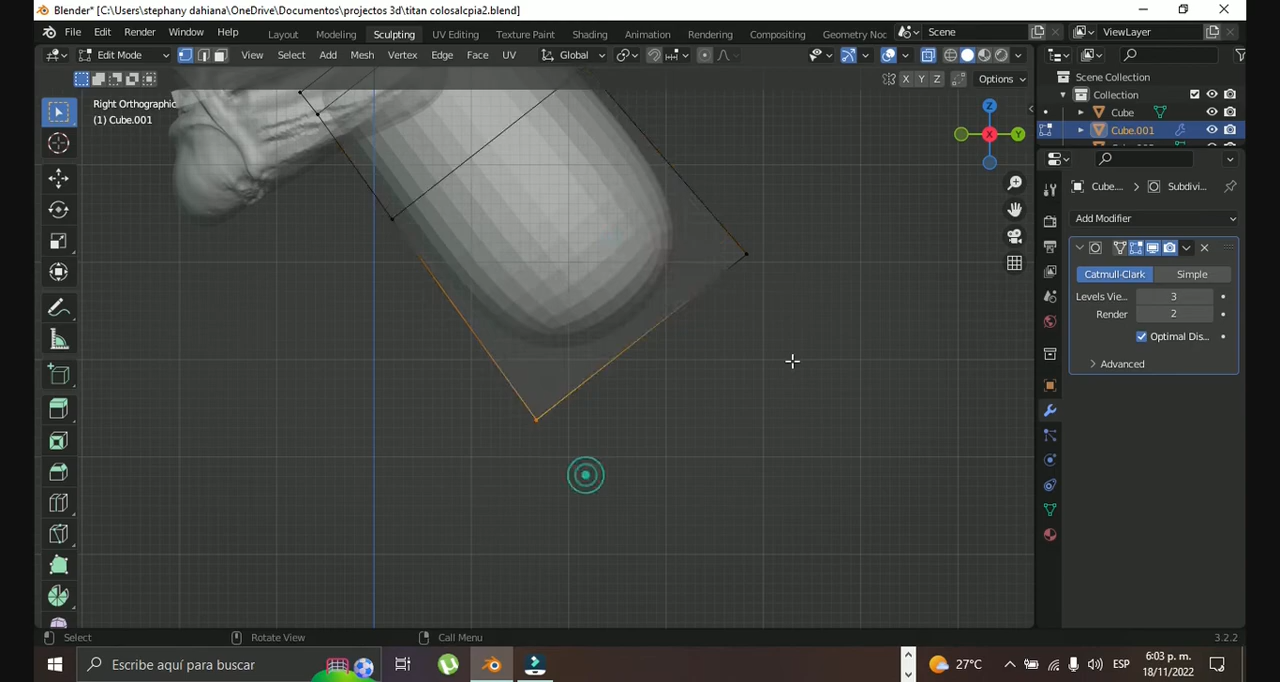 Blender* [C:\Users\stephany dahiana\OneDrive\Documentos\projectos 3d\titan colosalcpia2.blend]
File Edit Render Window Help Layout Modeling Sculpting UV Editing Texture Paint Shading Animation Rendering Compositing Geometry Noc Scene ViewLayer
Edit Mode View Select Add Mesh Vertex Edge Face UV Global
X Y Z Options
Scene Collection
Collection
Cube
Cube.001
Right Orthographic
(1) Cube.001
Z
X
Y
Cube... Subdivi...
Add Modifier
Catmull-Clark Simple
Levels Vie... 3
Render 2
Optimal Dis...
Advanced
Select Rotate View Call Menu 3.2.2
Escribe aquí para buscar
27°C ESP
6:03 p. m.
18/11/2022